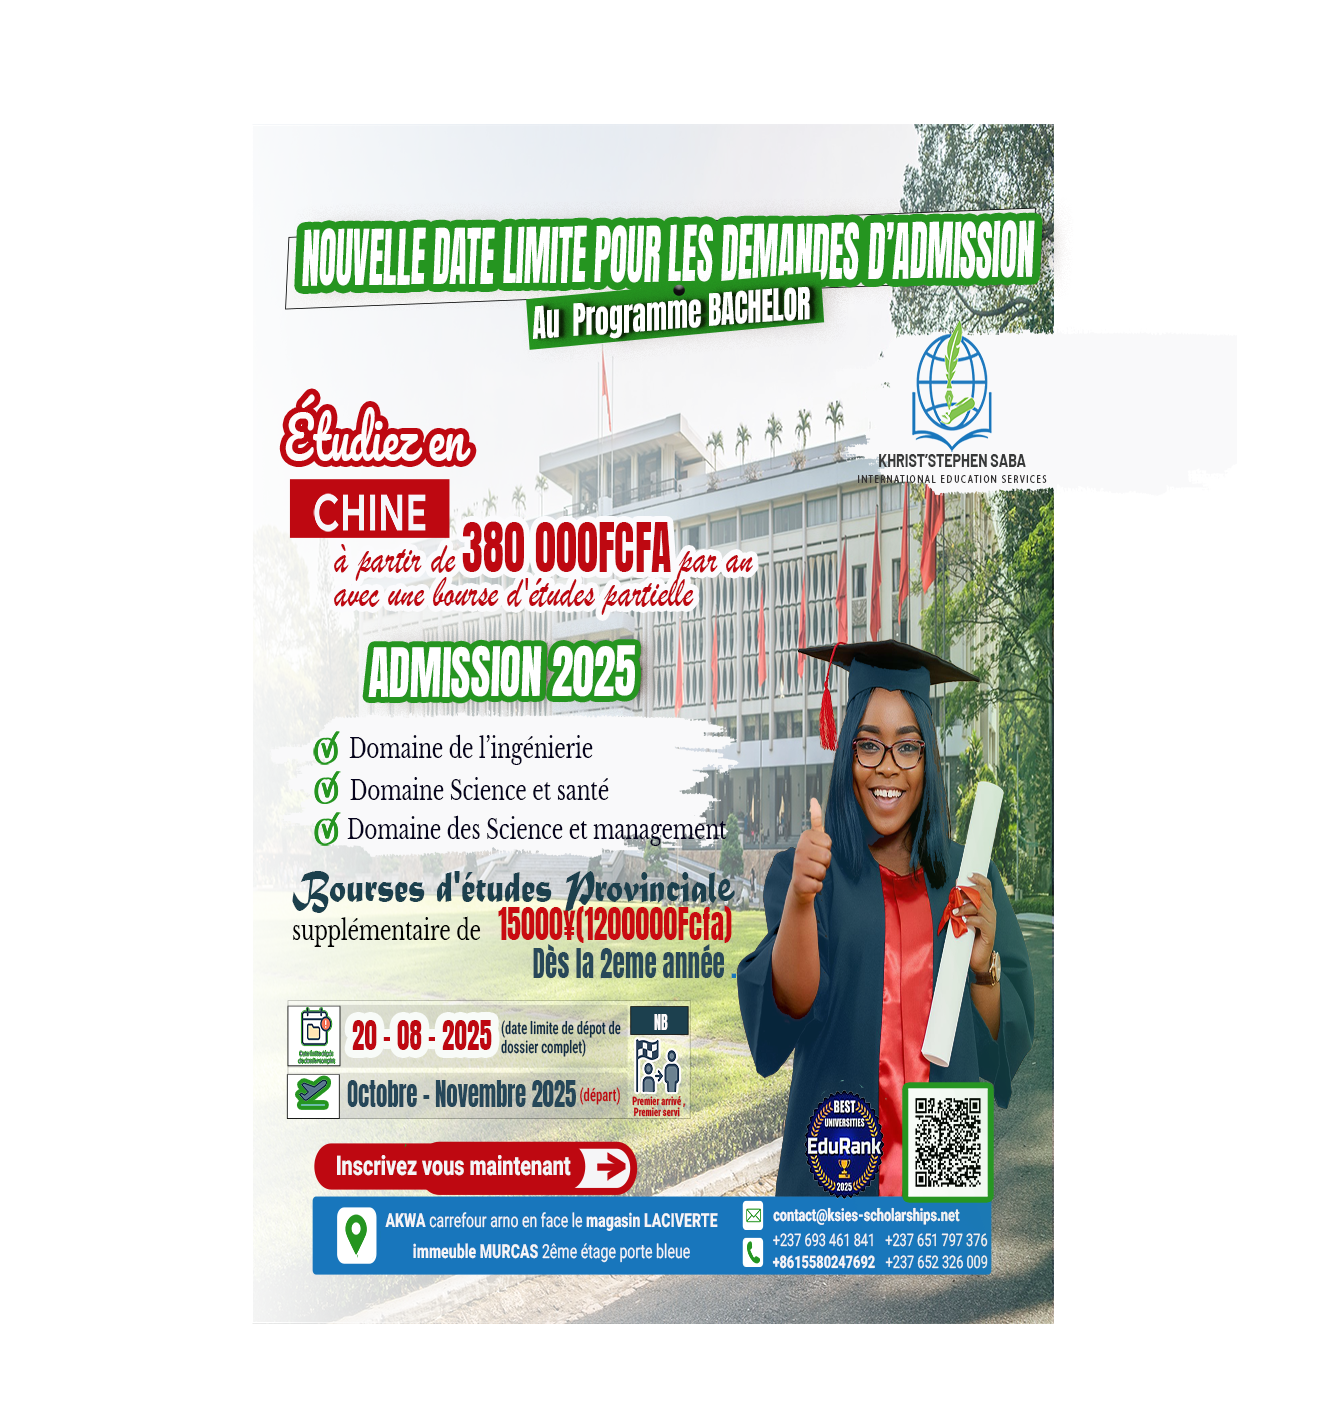 NOUVELLE DATE LIMITE POUR LES DEMANDES D'ADMISSION
Au Programme BACHELOR
KHRIST'STEPHEN SABA
INTERNATIONAL EDUCATION SERVICES
Étudiez en
CHINE
à partir de 380 000FCFA par an
avec une bourse d'études partielle
ADMISSION 2025
Domaine de l'ingénierie
Domaine Science et santé
Domaine des Science et management
Bourses d'études Provinciale
supplémentaire de 15000¥(1200000Fcfa)
Dès la 2eme année .
20 - 08 - 2025 (date limite de dépot de
dossier complet)
Octobre - Novembre 2025 (départ)
NB
Premier arrivé ,
Premier servi
BEST
UNIVERSITIES
EduRank
2025
Inscrivez vous maintenant
AKWA carrefour arno en face le magasin LACIVERTE
immeuble MURCAS 2ême étage porte bleue
contact@ksies-scholarships.net
+237 693 461 841 +237 651 797 376
+8615580247692 +237 652 326 009